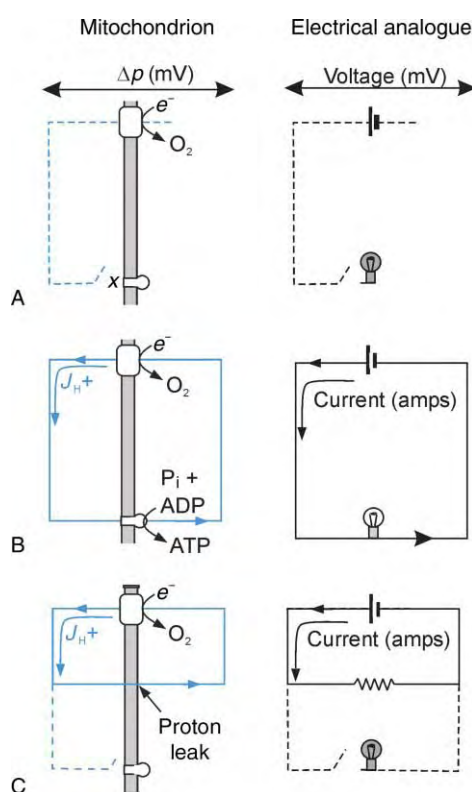 Mitochondrion Electrical analogue
Δp (mV) Voltage (mV)
e⁻
O₂
x
A
e⁻
J_H+
O₂
Current (amps)
P_i +
ADP
ATP
B
e⁻
J_H+
O₂
Current (amps)
Proton
leak
C